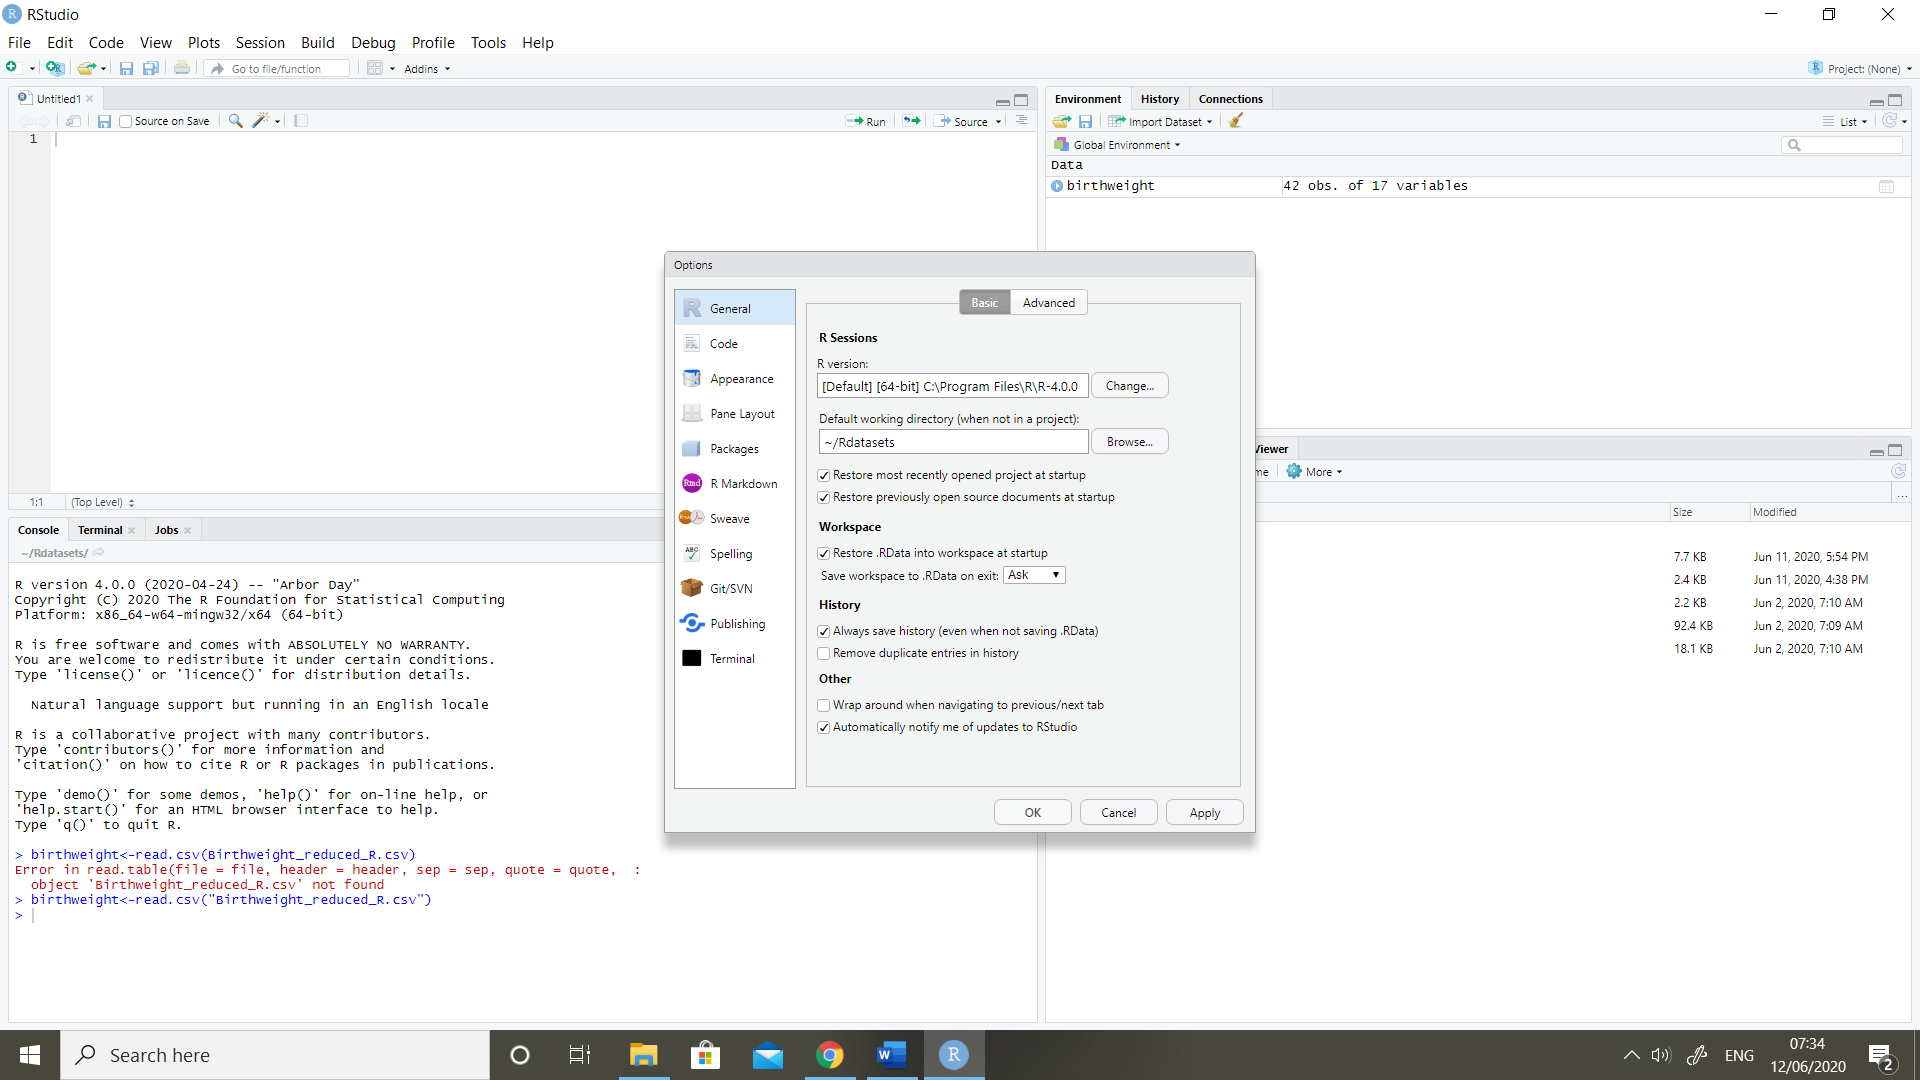 RStudio
File Edit Code View Plots Session Build Debug Profile Tools Help
Go to file/function Addins Project: (None)
Untitled1
Source on Save Run Source
1
1:1 (Top Level)
Environment History Connections
Import Dataset List
Global Environment
Data
birthweight 42 obs. of 17 variables
Viewer
me More
Size Modified
7.7 KB Jun 11, 2020, 5:54 PM
2.4 KB Jun 11, 2020, 4:38 PM
2.2 KB Jun 2, 2020, 7:10 AM
92.4 KB Jun 2, 2020, 7:09 AM
18.1 KB Jun 2, 2020, 7:10 AM
Options
General
Code
Appearance
Pane Layout
Packages
R Markdown
Sweave
Spelling
Git/SVN
Publishing
Terminal
Basic Advanced
R Sessions
R version:
[Default] [64-bit] C:\Program Files\R\R-4.0.0 Change...
Default working directory (when not in a project):
~/Rdatasets Browse...
Restore most recently opened project at startup
Restore previously open source documents at startup
Workspace
Restore .RData into workspace at startup
Save workspace to .RData on exit: Ask
History
Always save history (even when not saving .RData)
Remove duplicate entries in history
Other
Wrap around when navigating to previous/next tab
Automatically notify me of updates to RStudio
OK Cancel Apply
Console Terminal Jobs
~/Rdatasets/
R version 4.0.0 (2020-04-24) -- "Arbor Day"
Copyright (C) 2020 The R Foundation for Statistical Computing
Platform: x86_64-w64-mingw32/x64 (64-bit)
R is free software and comes with ABSOLUTELY NO WARRANTY.
You are welcome to redistribute it under certain conditions.
Type 'license()' or 'licence()' for distribution details.
Natural language support but running in an English locale
R is a collaborative project with many contributors.
Type 'contributors()' for more information and
'citation()' on how to cite R or R packages in publications.
Type 'demo()' for some demos, 'help()' for on-line help, or
'help.start()' for an HTML browser interface to help.
Type 'q()' to quit R.
> birthweight<-read.csv(Birthweight_reduced_R.csv)
Error in read.table(file = file, header = header, sep = sep, quote = quote, :
object 'Birthweight_reduced_R.csv' not found
> birthweight<-read.csv("Birthweight_reduced_R.csv")
>
Search here
ENG
07:34
12/06/2020
2